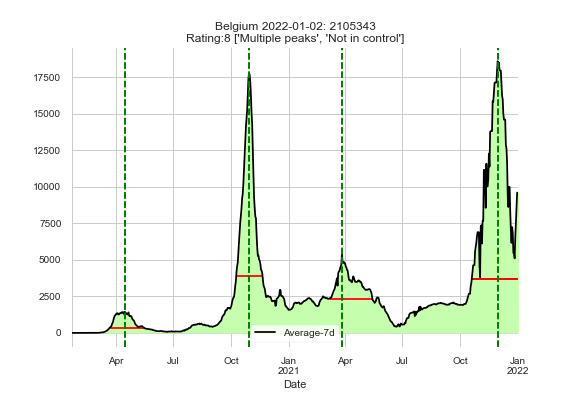 Belgium 2022-01-02: 2105343
Rating:8 ['Multiple peaks', 'Not in control']
17500
15000
12500
10000
7500
5000
2500
0
Average-7d
Apr Jul Oct Jan Apr Jul Oct Jan
2021 2022
Date